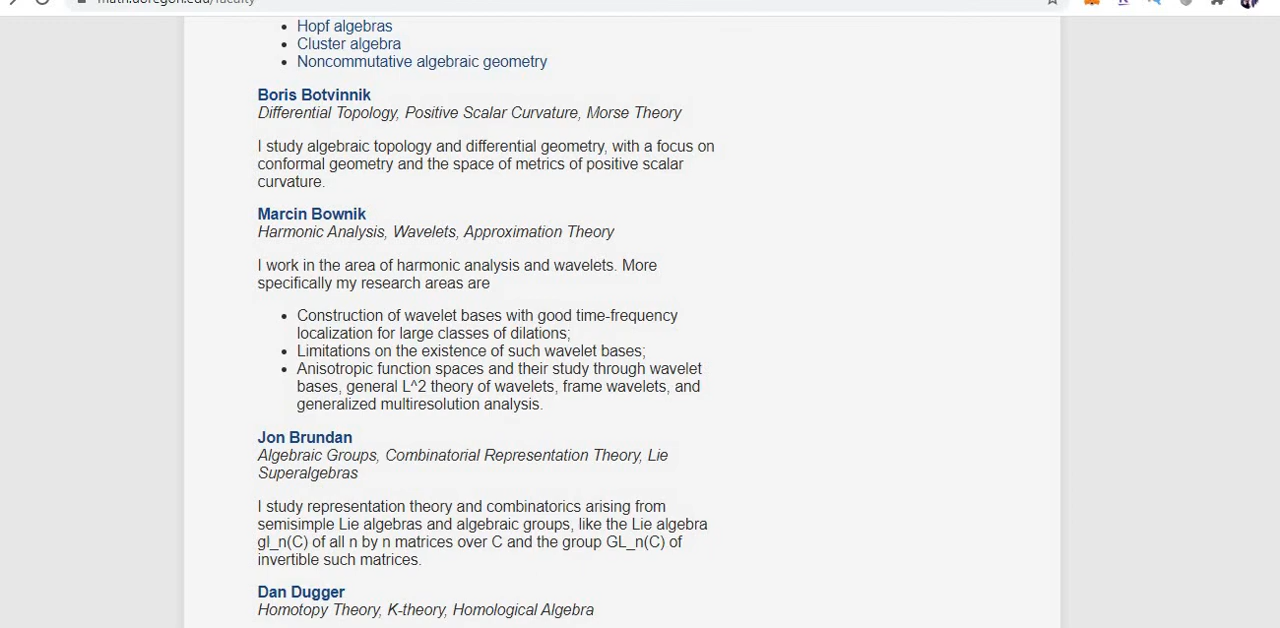 math.uoregon.edu/faculty
Hopf algebras
Cluster algebra
Noncommutative algebraic geometry
Boris Botvinnik
Differential Topology, Positive Scalar Curvature, Morse Theory
I study algebraic topology and differential geometry, with a focus on
conformal geometry and the space of metrics of positive scalar
curvature.
Marcin Bownik
Harmonic Analysis, Wavelets, Approximation Theory
I work in the area of harmonic analysis and wavelets. More
specifically my research areas are
Construction of wavelet bases with good time-frequency
localization for large classes of dilations;
Limitations on the existence of such wavelet bases;
Anisotropic function spaces and their study through wavelet
bases, general L^2 theory of wavelets, frame wavelets, and
generalized multiresolution analysis.
Jon Brundan
Algebraic Groups, Combinatorial Representation Theory, Lie
Superalgebras
I study representation theory and combinatorics arising from
semisimple Lie algebras and algebraic groups, like the Lie algebra
gl_n(C) of all n by n matrices over C and the group GL_n(C) of
invertible such matrices.
Dan Dugger
Homotopy Theory, K-theory, Homological Algebra